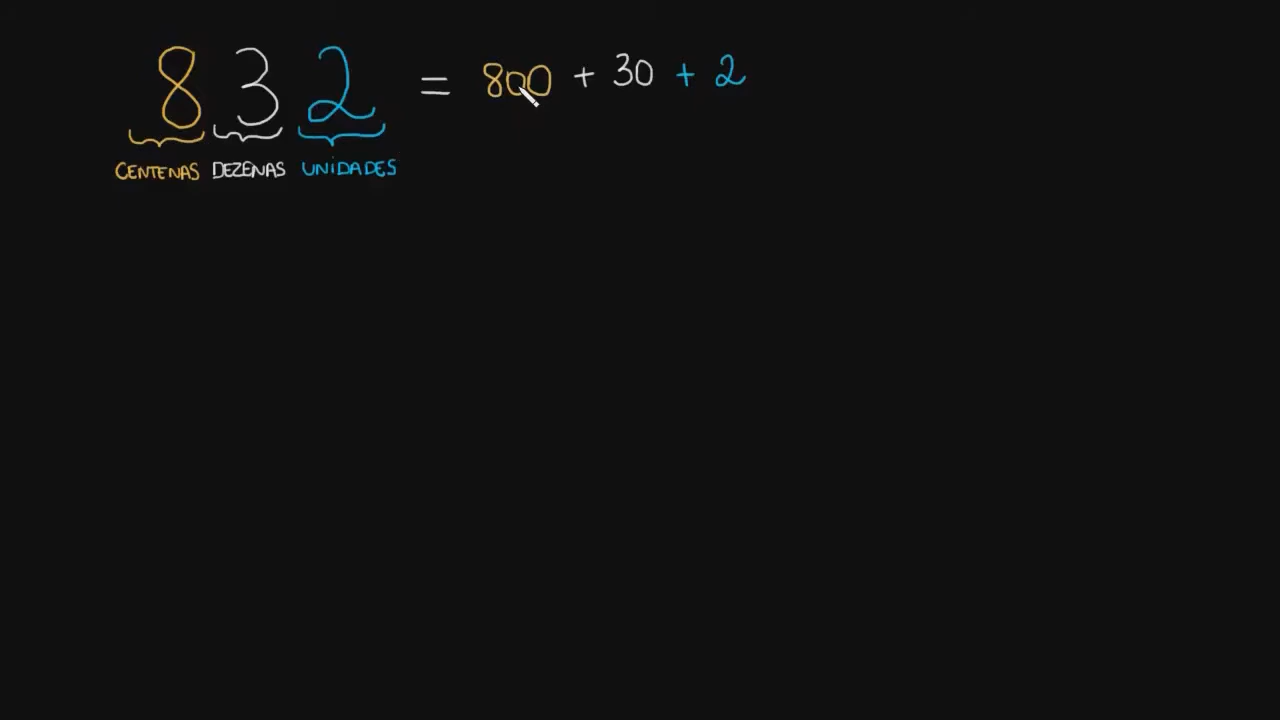 832 = 800 + 30 + 2
CENTENAS DEZENAS UNIDADES